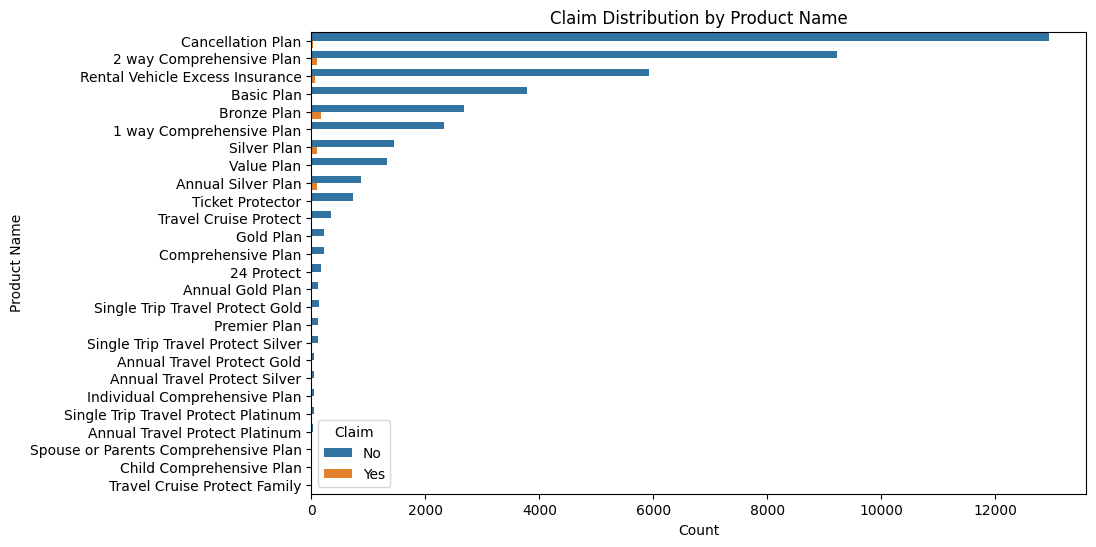 Claim Distribution by Product Name
Product Name
Cancellation Plan
2 way Comprehensive Plan
Rental Vehicle Excess Insurance
Basic Plan
Bronze Plan
1 way Comprehensive Plan
Silver Plan
Value Plan
Annual Silver Plan
Ticket Protector
Travel Cruise Protect
Gold Plan
Comprehensive Plan
24 Protect
Annual Gold Plan
Single Trip Travel Protect Gold
Premier Plan
Single Trip Travel Protect Silver
Annual Travel Protect Gold
Annual Travel Protect Silver
Individual Comprehensive Plan
Single Trip Travel Protect Platinum
Annual Travel Protect Platinum
Spouse or Parents Comprehensive Plan
Child Comprehensive Plan
Travel Cruise Protect Family
Claim
No
Yes
0 2000 4000 6000 8000 10000 12000
Count